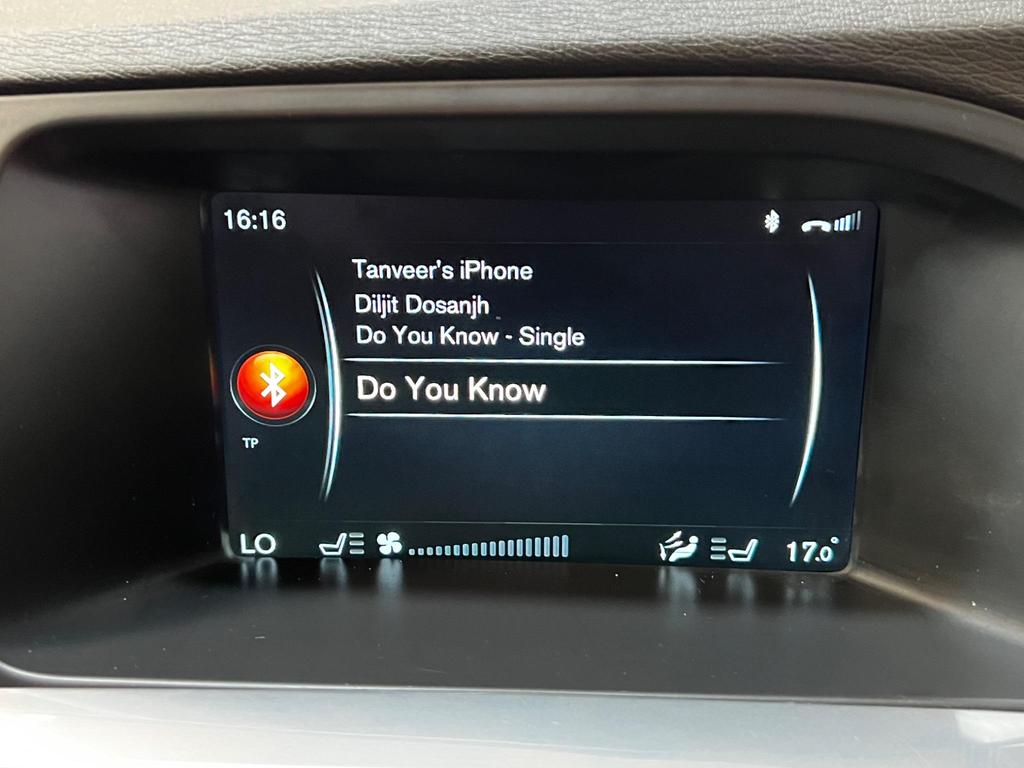 16:16
Tanveer's iPhone
Diljit Dosanjh
Do You Know - Single
Do You Know
TP
LO
17.0°